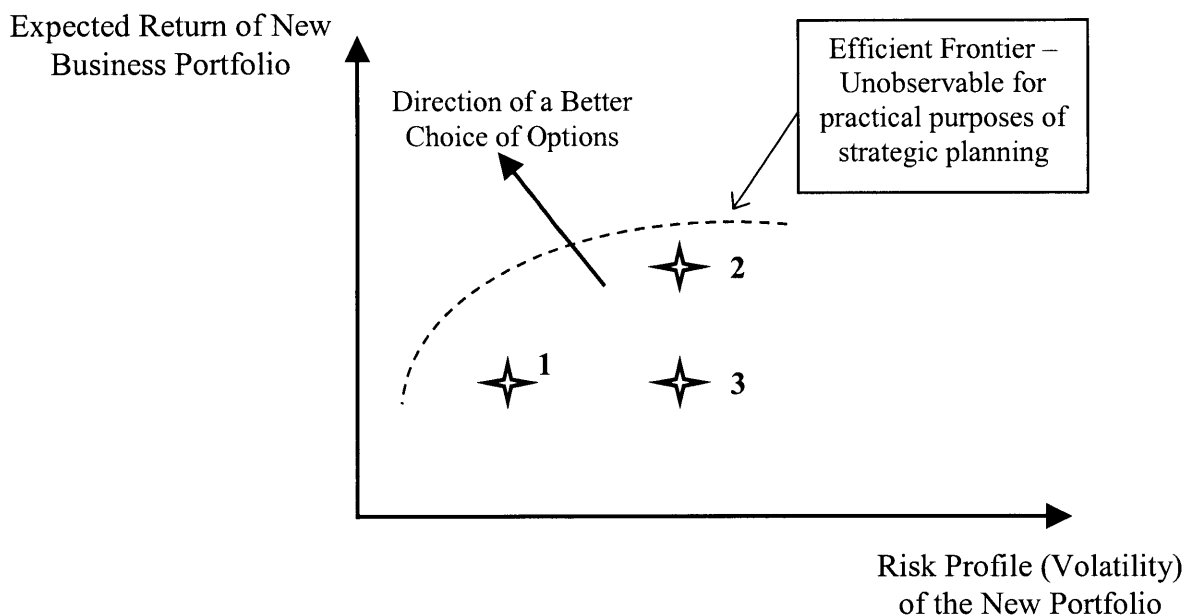 Expected Return of New
Business Portfolio
Efficient Frontier –
Unobservable for
practical purposes of
strategic planning
Direction of a Better
Choice of Options
2
1
3
Risk Profile (Volatility)
of the New Portfolio